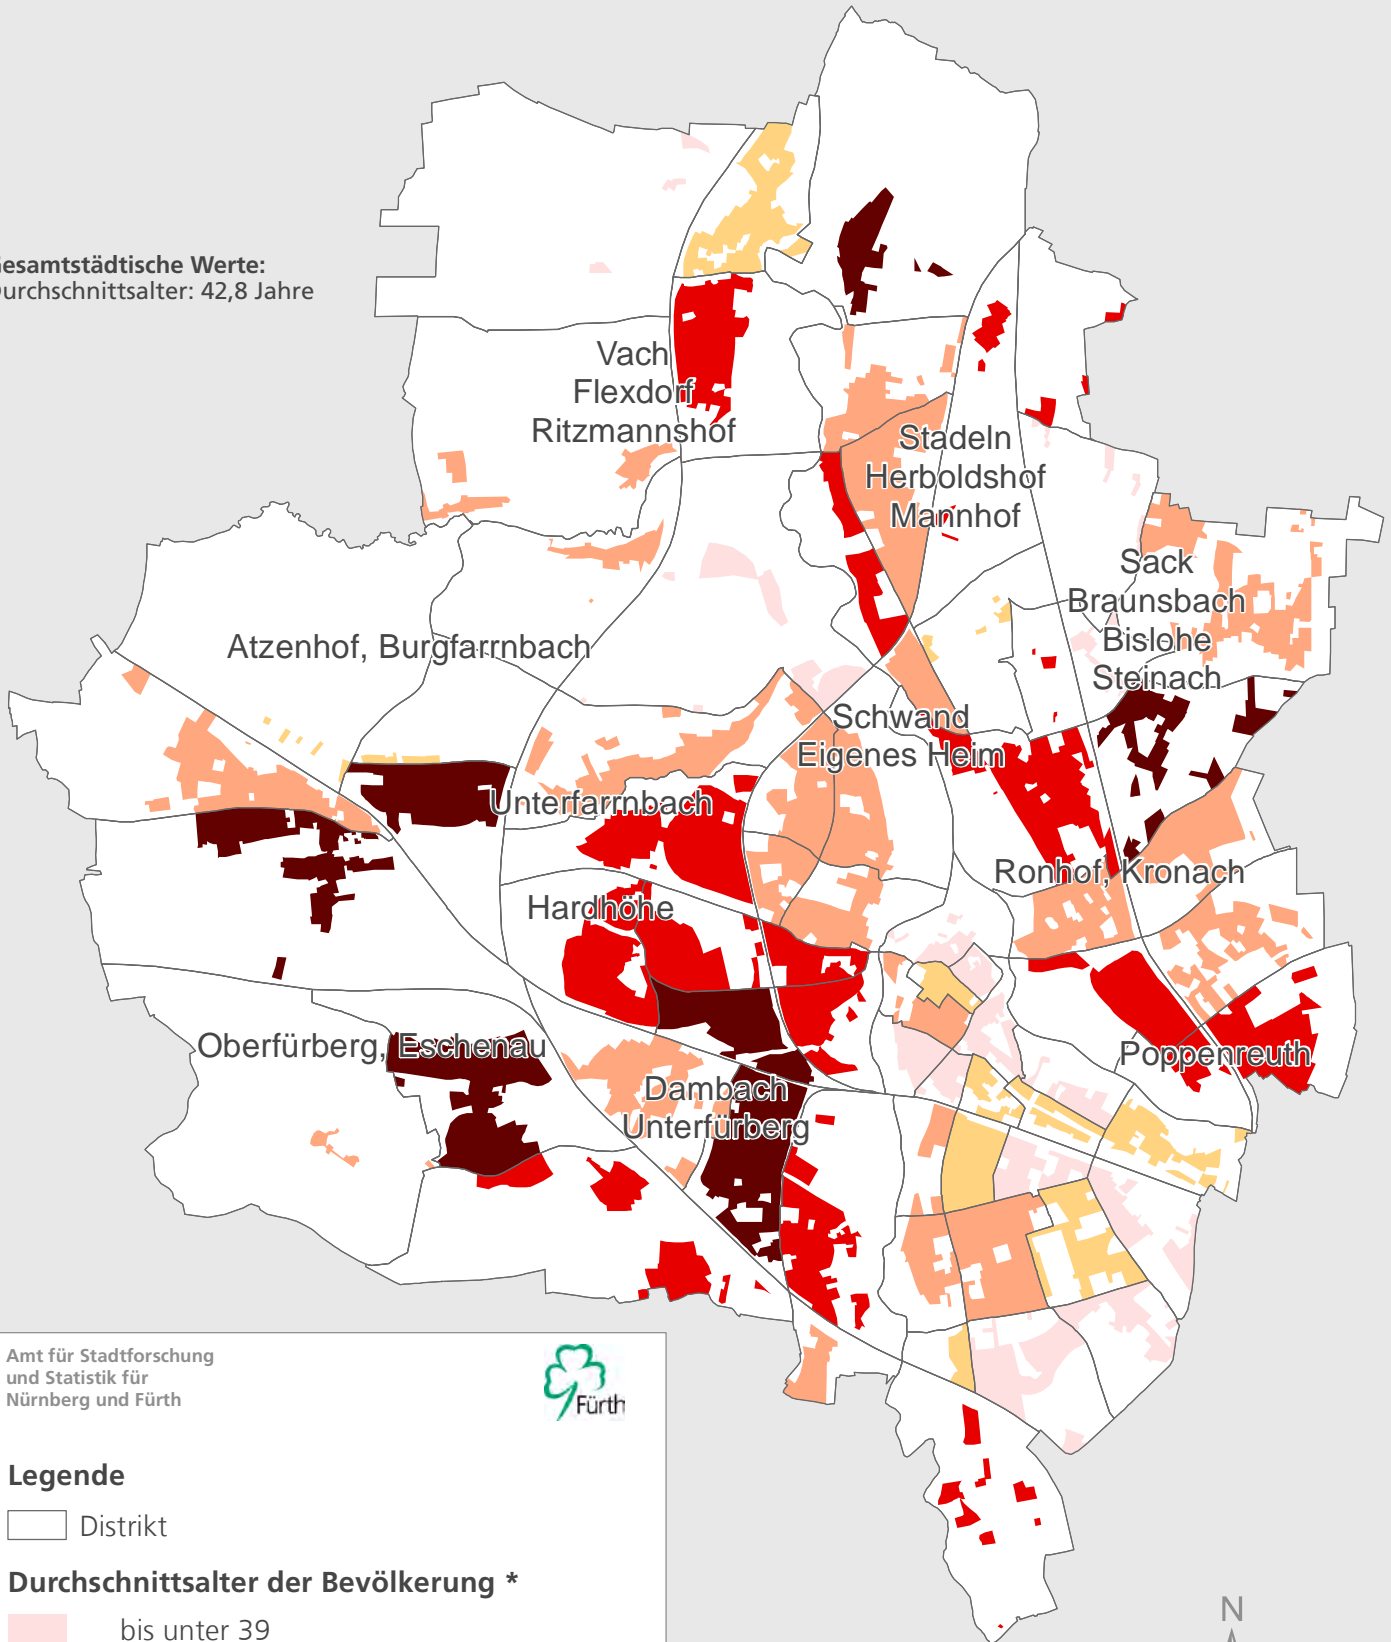 Gesamtstädtische Werte:
Durchschnittsalter: 42,8 Jahre
Vach
Flexdorf
Ritzmannshof
Stadeln
Herboldshof
Mannhof
Sack
Braunsbach
Bislohe
Steinach
Atzenhof, Burgfarrnbach
Schwand
Eigenes Heim
Unterfarrnbach
Ronhof, Kronach
Hardhöhe
Oberfürberg, Eschenau
Poppenreuth
Dambach
Unterfürberg
Amt für Stadtforschung
und Statistik für
Nürnberg und Fürth
Fürth
Legende
Distrikt
Durchschnittsalter der Bevölkerung *
bis unter 39
N